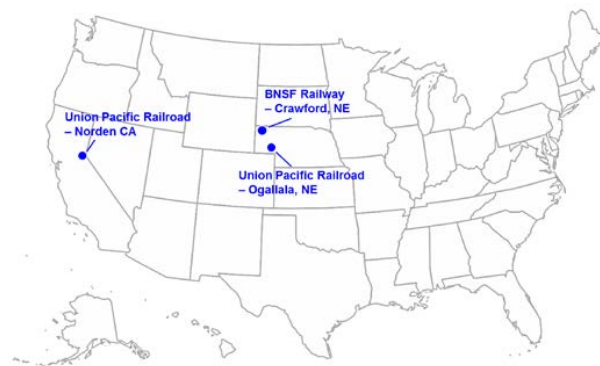 BNSF Railway
– Crawford, NE
Union Pacific Railroad
– Norden CA
Union Pacific Railroad
– Ogallala, NE